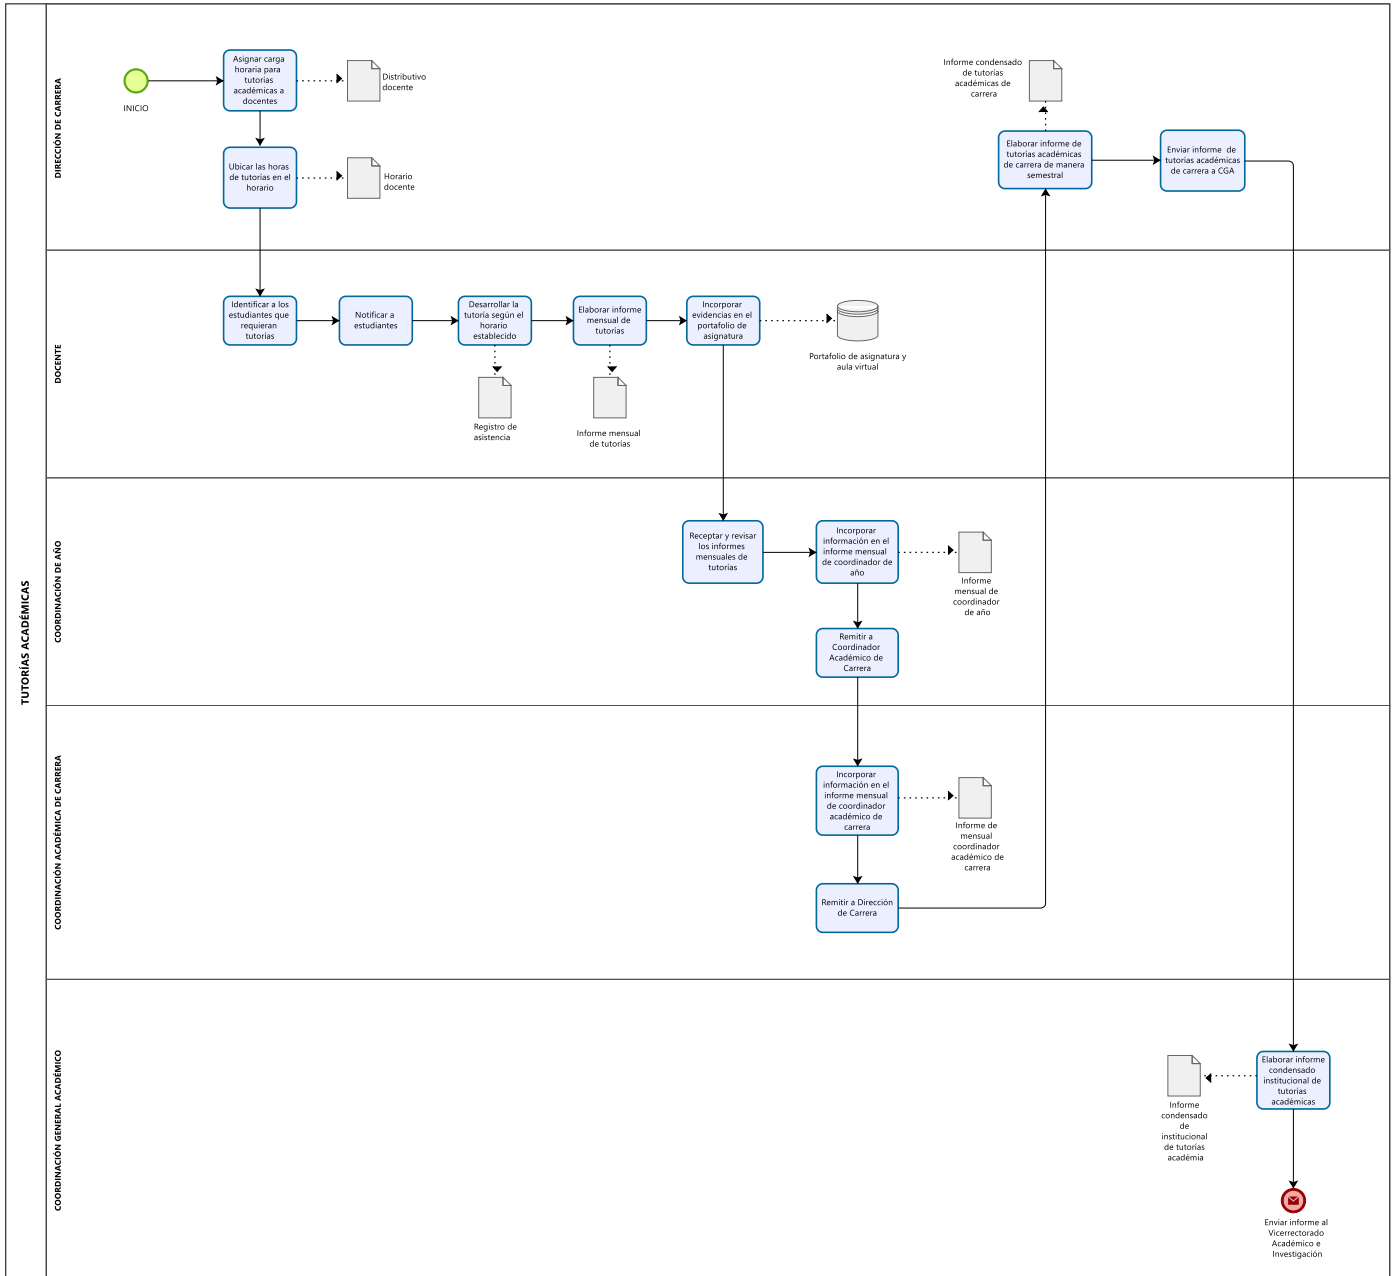 TUTORÍAS ACADÉMICAS
DIRECCIÓN DE CARRERA
INICIO
Asignar carga
horaria para
tutorías
académicas a
docentes
Distributivo
docente
Ubicar las horas
de tutorías en el
horario
Horario
docente
Informe condensado
de tutorías
académicas de
carrera
Elaborar informe de
tutorias académicas
de carrera de manera
semestral
Enviar informe de
tutorías académicas
de carrera a CGA
DOCENTE
Identificar a los
estudiantes que
requieran
tutorías
Notificar a
estudiantes
Desarrollar la
tutoría según el
horario
establecido
Elaborar informe
mensual de
tutorías
Incorporar
evidencias en el
portafolio de
asignatura
Portafolio de asignatura y
aula virtual
Registro de
asistencia
Informe mensual
de tutorías
COORDINACIÓN DE AÑO
Receptar y revisar
los informes
mensuales de
tutorías
Incorporar
información en el
informe mensual
de coordinador de
año
Informe
mensual de
coordinador
de año
Remitir a
Coordinador
Académico de
Carrera
COORDINACIÓN ACADÉMICA DE CARRERA
Incorporar
información en el
informe mensual
de coordinador
académico de
carrera
Informe de
mensual
coordinador
académico de
carrera
Remitir a Dirección
de Carrera
COORDINACIÓN GENERAL ACADÉMICO
Elaborar informe
condensado
institucional de
tutorías
académicas
Informe
condensado
de
institucional
de tutorías
académia
Enviar informe al
Vicerrectorado
Académico e
Investigación